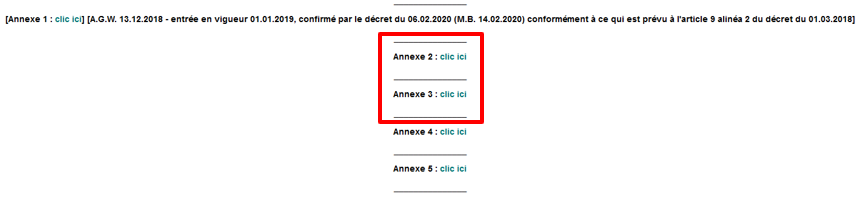 [Annexe 1 : clic ici] [A.G.W. 13.12.2018 - entrée en vigueur 01.01.2019, confirmé par le décret du 06.02.2020 (M.B. 14.02.2020) conformément à ce qui est prévu à l'article 9 alinéa 2 du décret du 01.03.2018]
Annexe 2 : clic ici
Annexe 3 : clic ici
Annexe 4 : clic ici
Annexe 5 : clic ici